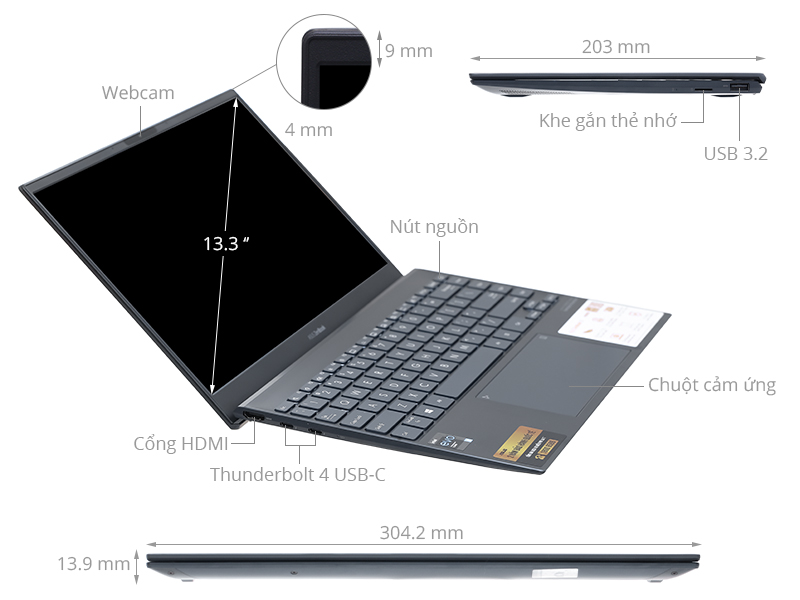 9 mm
203 mm
Webcam
4 mm
Khe gắn thẻ nhớ
USB 3.2
Nút nguồn
13.3 “
Chuột cảm ứng
Cổng HDMI
Thunderbolt 4 USB-C
evo
304.2 mm
13.9 mm